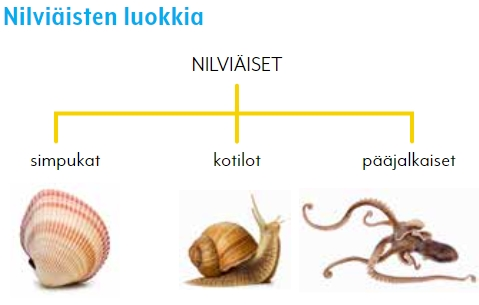 Nilviäisten luokkia
NILVIÄISET
simpukat kotilot pääjalkaiset